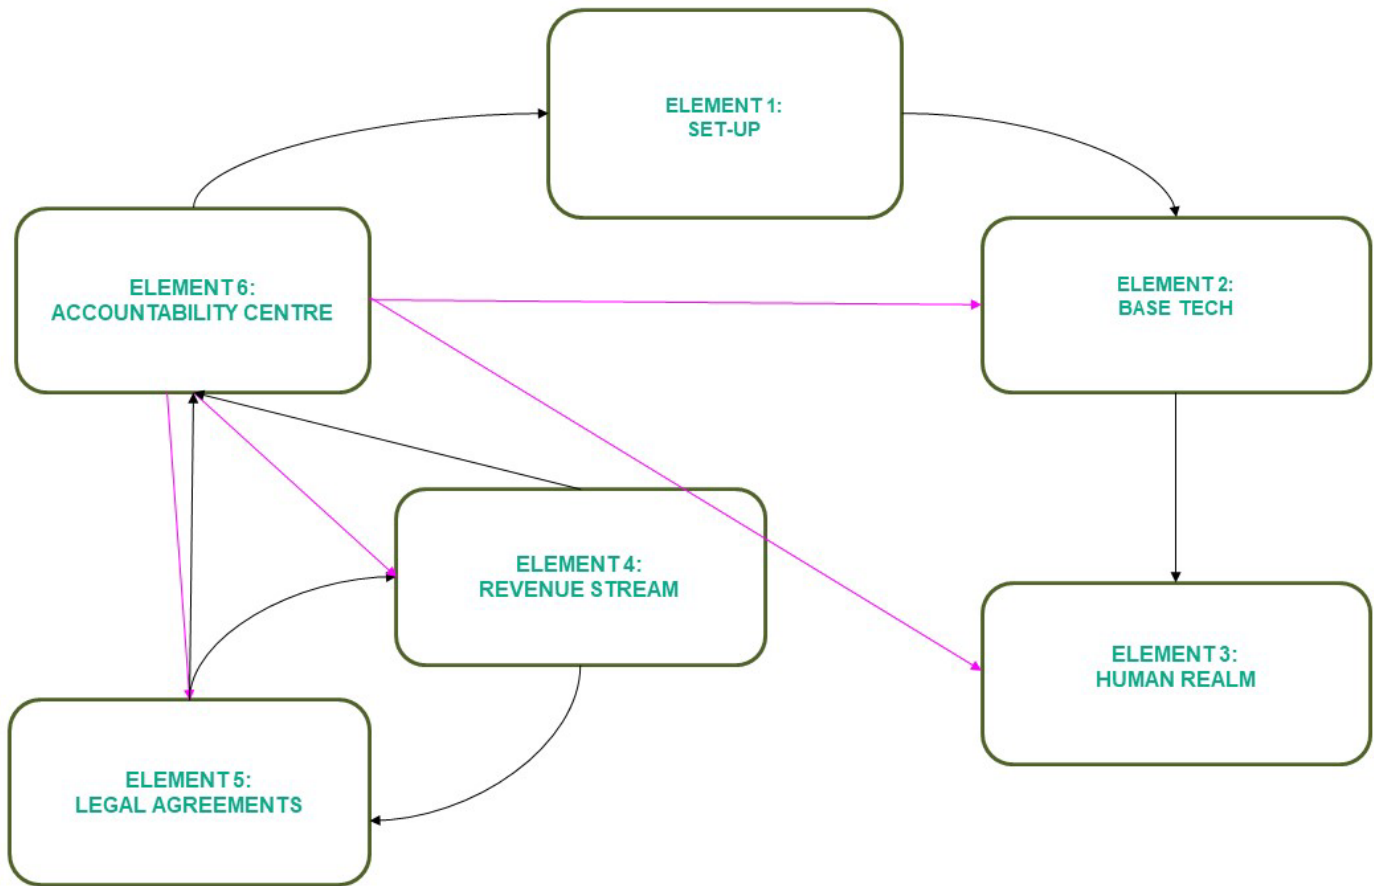 ELEMENT 1:
SET-UP
ELEMENT 6:
ACCOUNTABILITY CENTRE
ELEMENT 2:
BASE TECH
ELEMENT 4:
REVENUE STREAM
ELEMENT 3:
HUMAN REALM
ELEMENT 5:
LEGAL AGREEMENTS